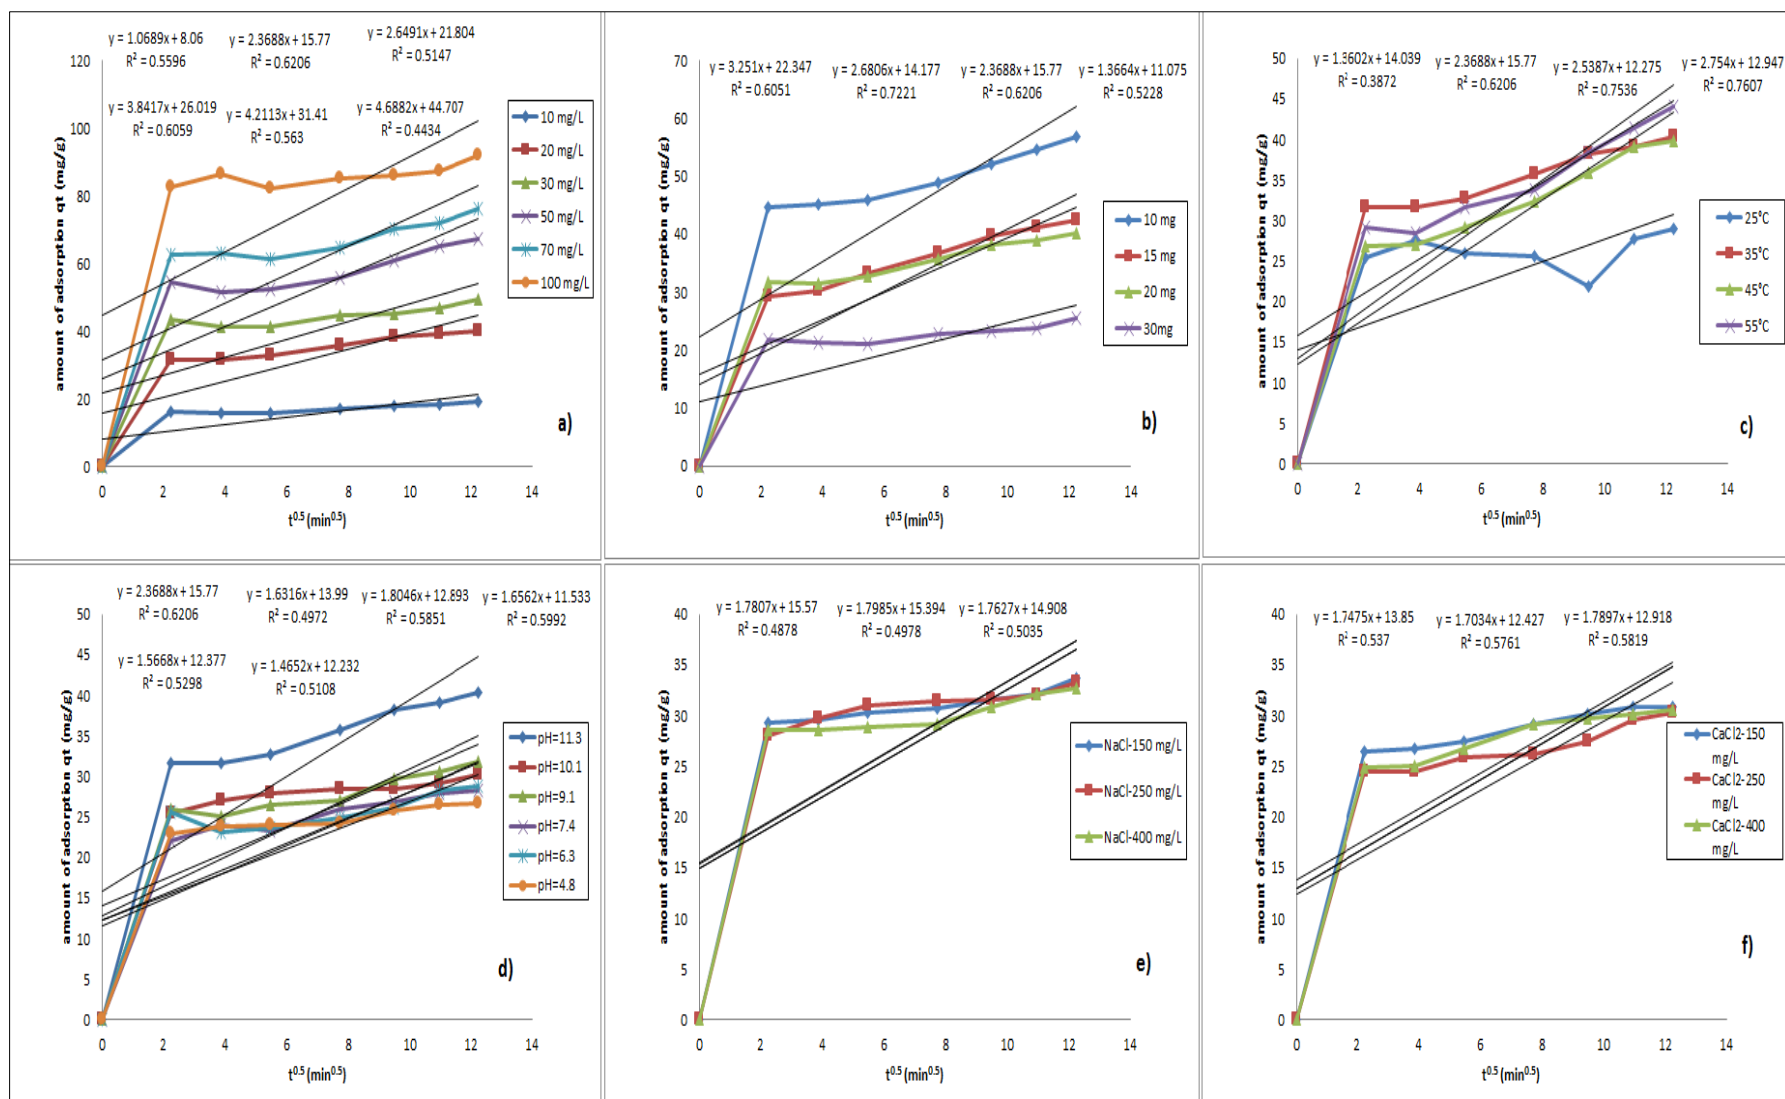 y = 1.0689x + 8.06
R² = 0.5596
y = 2.3688x + 15.77
R² = 0.6206
y = 2.6491x + 21.804
R² = 0.5147
y = 3.8417x + 26.019
R² = 0.6059
y = 4.2113x + 31.41
R² = 0.563
y = 4.6882x + 44.707
R² = 0.4434
120
100
80
60
40
20
0
amount of adsorption qt (mg/g)
0 2 4 6 8 10 12 14
t^0.5 (min^0.5)
10 mg/L
20 mg/L
30 mg/L
50 mg/L
70 mg/L
100 mg/L
a)
y = 3.251x + 22.347
R² = 0.6051
y = 2.6806x + 14.177
R² = 0.7221
y = 2.3688x + 15.77
R² = 0.6206
y = 1.3664x + 11.075
R² = 0.5228
70
60
50
40
30
20
10
0
amount of adsorption qt (mg/g)
0 2 4 6 8 10 12 14
t^0.5 (min^0.5)
10 mg
15 mg
20 mg
30mg
b)
y = 1.3602x + 14.039
R² = 0.3872
y = 2.3688x + 15.77
R² = 0.6206
y = 2.5387x + 12.275
R² = 0.7536
y = 2.754x + 12.947
R² = 0.7607
50
45
40
35
30
25
20
15
10
5
0
amount of adsorption qt (mg/g)
0 2 4 6 8 10 12 14
t^0.5 (min^0.5)
25°C
35°C
45°C
55°C
c)
y = 2.3688x + 15.77
R² = 0.6206
y = 1.6316x + 13.99
R² = 0.4972
y = 1.8046x + 12.893
R² = 0.5851
y = 1.6562x + 11.533
R² = 0.5992
y = 1.5668x + 12.377
R² = 0.5298
y = 1.4652x + 12.232
R² = 0.5108
50
45
40
35
30
25
20
15
10
5
0
amount of adsorption qt (mg/g)
0 2 4 6 8 10 12 14
t^0.5 (min^0.5)
pH=11.3
pH=10.1
pH=9.1
pH=7.4
pH=6.3
pH=4.8
d)
y = 1.7807x + 15.57
R² = 0.4878
y = 1.7985x + 15.394
R² = 0.4978
y = 1.7627x + 14.908
R² = 0.5035
40
35
30
25
20
15
10
5
0
amount of adsorption qt (mg/g)
0 2 4 6 8 10 12 14
t^0.5 (min^0.5)
NaCl-150 mg/L
NaCl-250 mg/L
NaCl-400 mg/L
e)
y = 1.7475x + 13.85
R² = 0.537
y = 1.7034x + 12.427
R² = 0.5761
y = 1.7897x + 12.918
R² = 0.5819
40
35
30
25
20
15
10
5
0
amount of adsorption qt (mg/g)
0 2 4 6 8 10 12 14
t^0.5 (min^0.5)
CaCl2-150
mg/L
CaCl2-250
mg/L
CaCl2-400
mg/L
f)